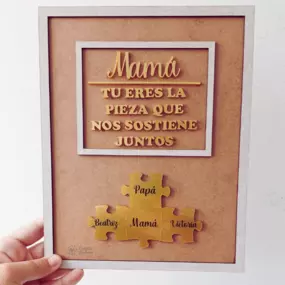 Mamá
TU ERES LA
PIEZA QUE
NOS SOSTIENE
JUNTOS
Papá
Beatriz Mamá Victoria